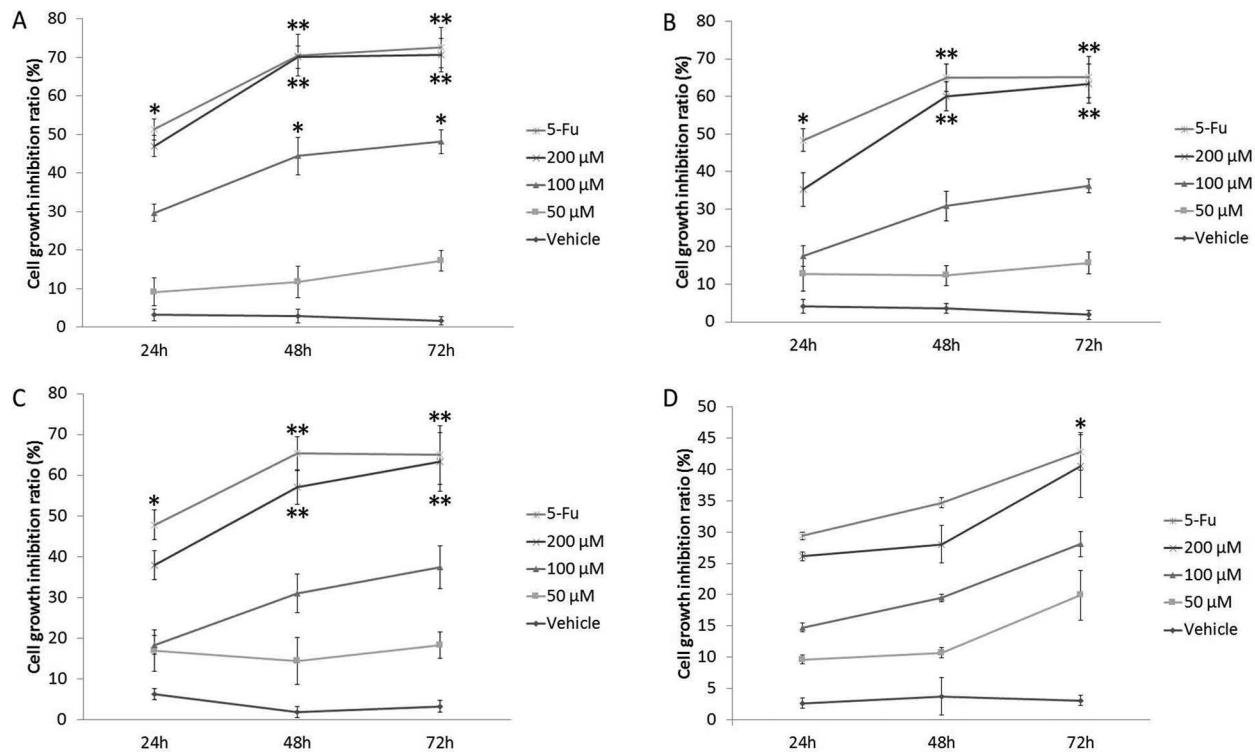 A
Cell growth inhibition ratio (%)
80
70
60
50
40
30
20
10
0
24h
48h
72h
*
**
**
**
**
*
*
5-Fu
200 µM
100 µM
50 µM
Vehicle
B
Cell growth inhibition ratio (%)
80
70
60
50
40
30
20
10
0
24h
48h
72h
*
**
**
**
**
5-Fu
200 µM
100 µM
50 µM
Vehicle
C
Cell growth inhibition ratio (%)
80
70
60
50
40
30
20
10
0
24h
48h
72h
*
**
**
**
**
5-Fu
200 µM
100 µM
50 µM
Vehicle
D
Cell growth inhibition ratio (%)
50
45
40
35
30
25
20
15
10
5
0
24h
48h
72h
*
5-Fu
200 µM
100 µM
50 µM
Vehicle